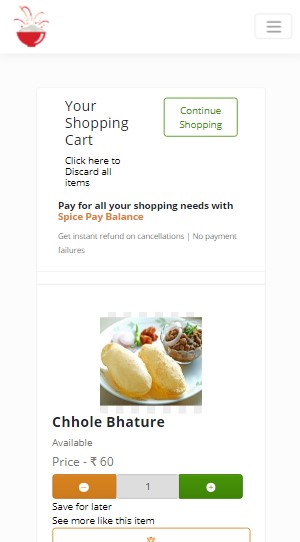 Your
Shopping
Cart
Continue
Shopping
Click here to
Discard all
items
Pay for all your shopping needs with
Spice Pay Balance
Get instant refund on cancellations | No payment
failures
Chhole Bhature
Available
Price - ₹ 60
1
Save for later
See more like this item